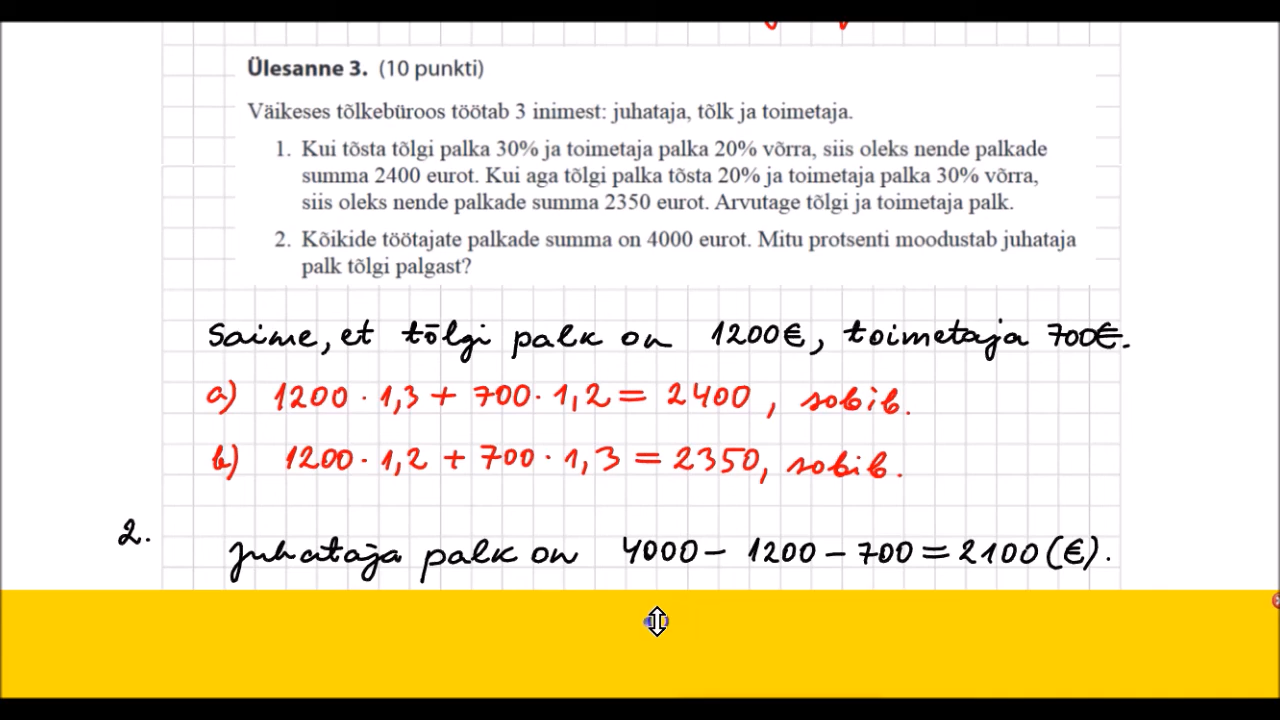 Ülesanne 3. (10 punkti)
Väikeses tõlkebüroos töötab 3 inimest: juhataja, tõlk ja toimetaja.
1. Kui tõsta tõlgi palka 30% ja toimetaja palka 20% võrra, siis oleks nende palkade
summa 2400 eurot. Kui aga tõlgi palka tõsta 20% ja toimetaja palka 30% võrra,
siis oleks nende palkade summa 2350 eurot. Arvutage tõlgi ja toimetaja palk.
2. Kõikide töötajate palkade summa on 4000 eurot. Mitu protsenti moodustab juhataja
palk tõlgi palgast?
Saime, et tõlgi palk on 1200€, toimetaja 700€.
a) 1200 · 1,3 + 700 · 1,2 = 2400, sobib.
b) 1200 · 1,2 + 700 · 1,3 = 2350, sobib.
2. Juhataja palk on 4000 - 1200 - 700 = 2100 (€).